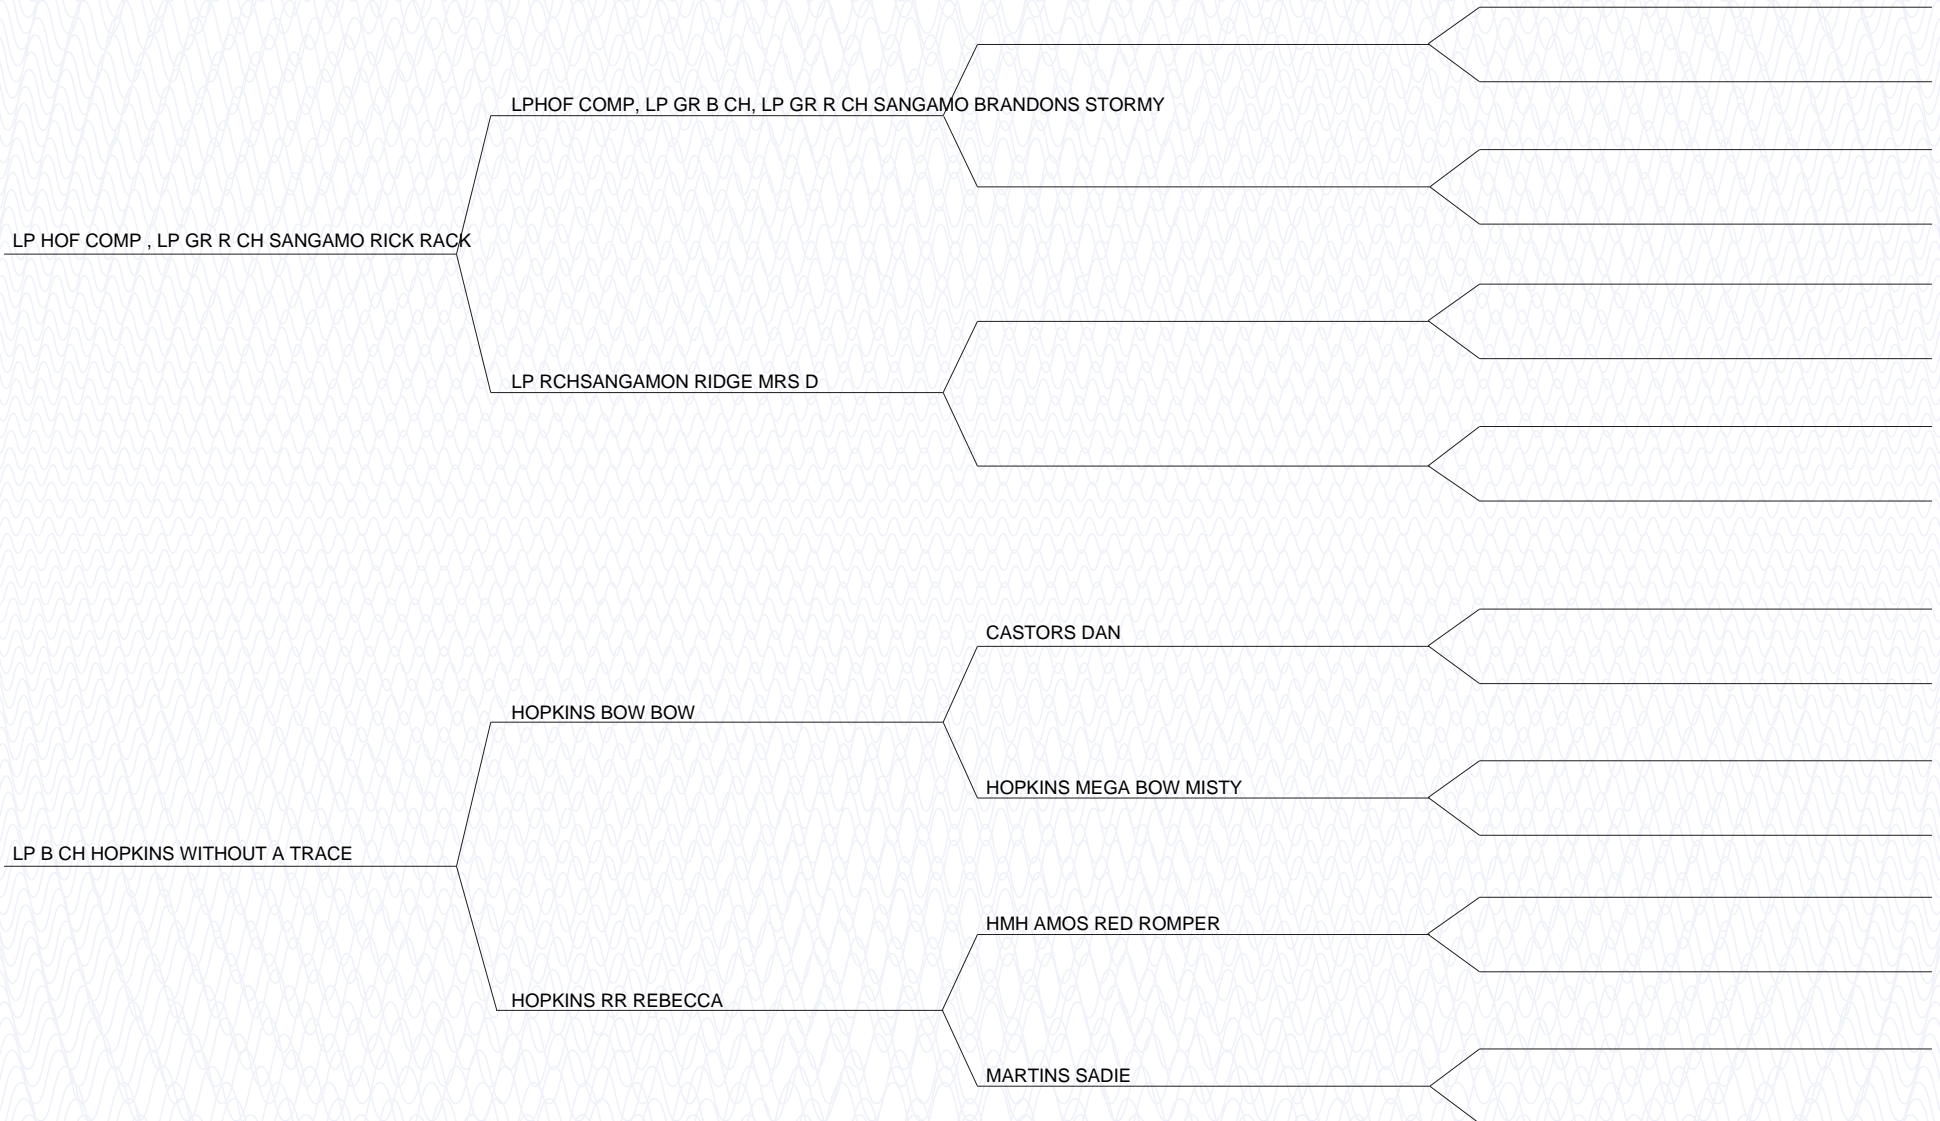 LPHOF COMP, LP GR B CH, LP GR R CH SANGAMO BRANDONS STORMY
LP HOF COMP , LP GR R CH SANGAMO RICK RACK
LP RCHSANGAMON RIDGE MRS D
CASTORS DAN
HOPKINS BOW BOW
HOPKINS MEGA BOW MISTY
LP B CH HOPKINS WITHOUT A TRACE
HMH AMOS RED ROMPER
HOPKINS RR REBECCA
MARTINS SADIE